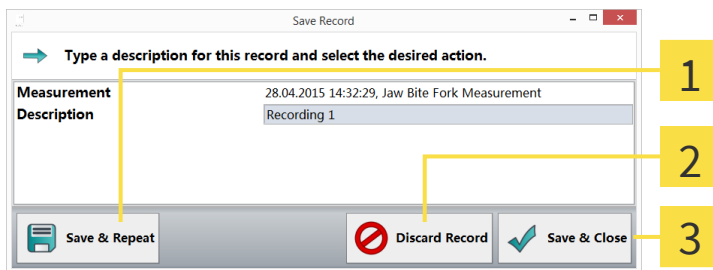 Save Record
Type a description for this record and select the desired action.
Measurement 28.04.2015 14:32:29, Jaw Bite Fork Measurement
Description Recording 1
Save & Repeat Discard Record Save & Close
1
2
3